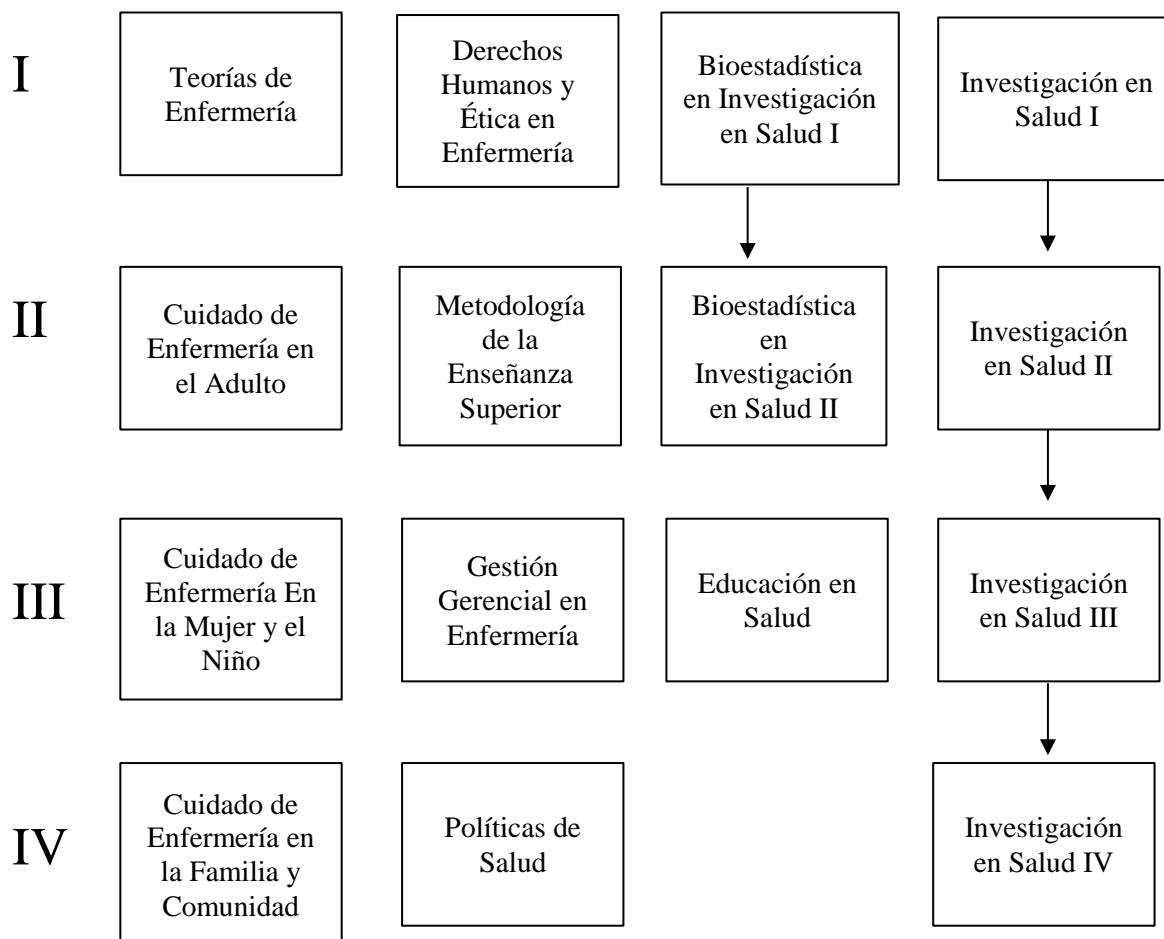 I
Teorías de
Enfermería
Derechos
Humanos y
Ética en
Enfermería
Bioestadística
en Investigación
en Salud I
Investigación en
Salud I
II
Cuidado de
Enfermería en
el Adulto
Metodología
de la
Enseñanza
Superior
Bioestadística
en
Investigación
en Salud II
Investigación
en Salud II
III
Cuidado de
Enfermería En
la Mujer y el
Niño
Gestión
Gerencial en
Enfermería
Educación en
Salud
Investigación
en Salud III
IV
Cuidado de
Enfermería en
la Familia y
Comunidad
Políticas de
Salud
Investigación
en Salud IV